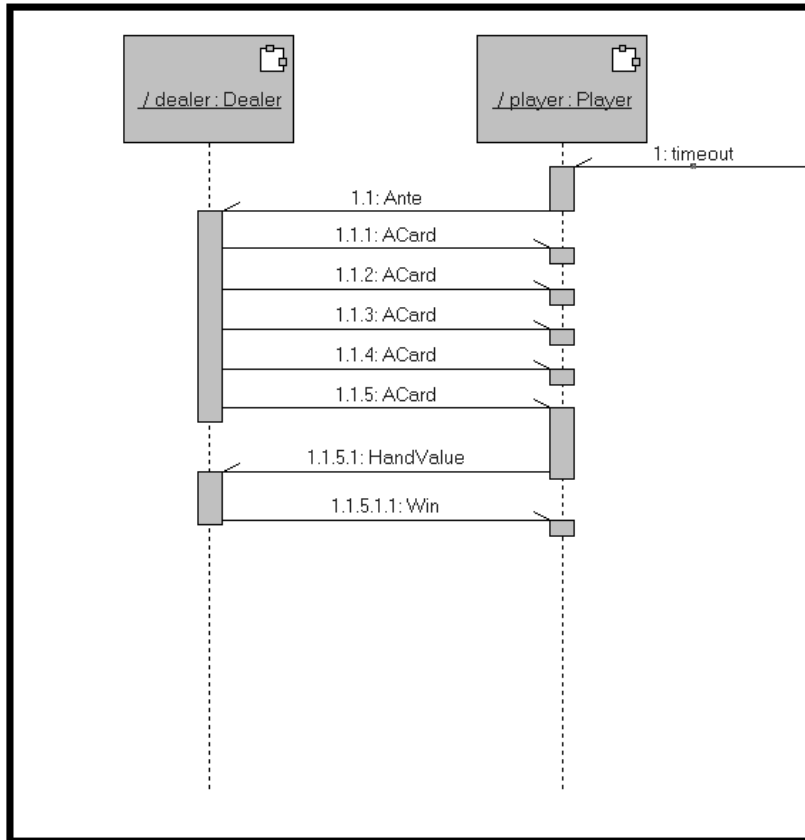 / dealer : Dealer
/ player : Player
1: timeout
1.1: Ante
1.1.1: ACard
1.1.2: ACard
1.1.3: ACard
1.1.4: ACard
1.1.5: ACard
1.1.5.1: HandValue
1.1.5.1.1: Win